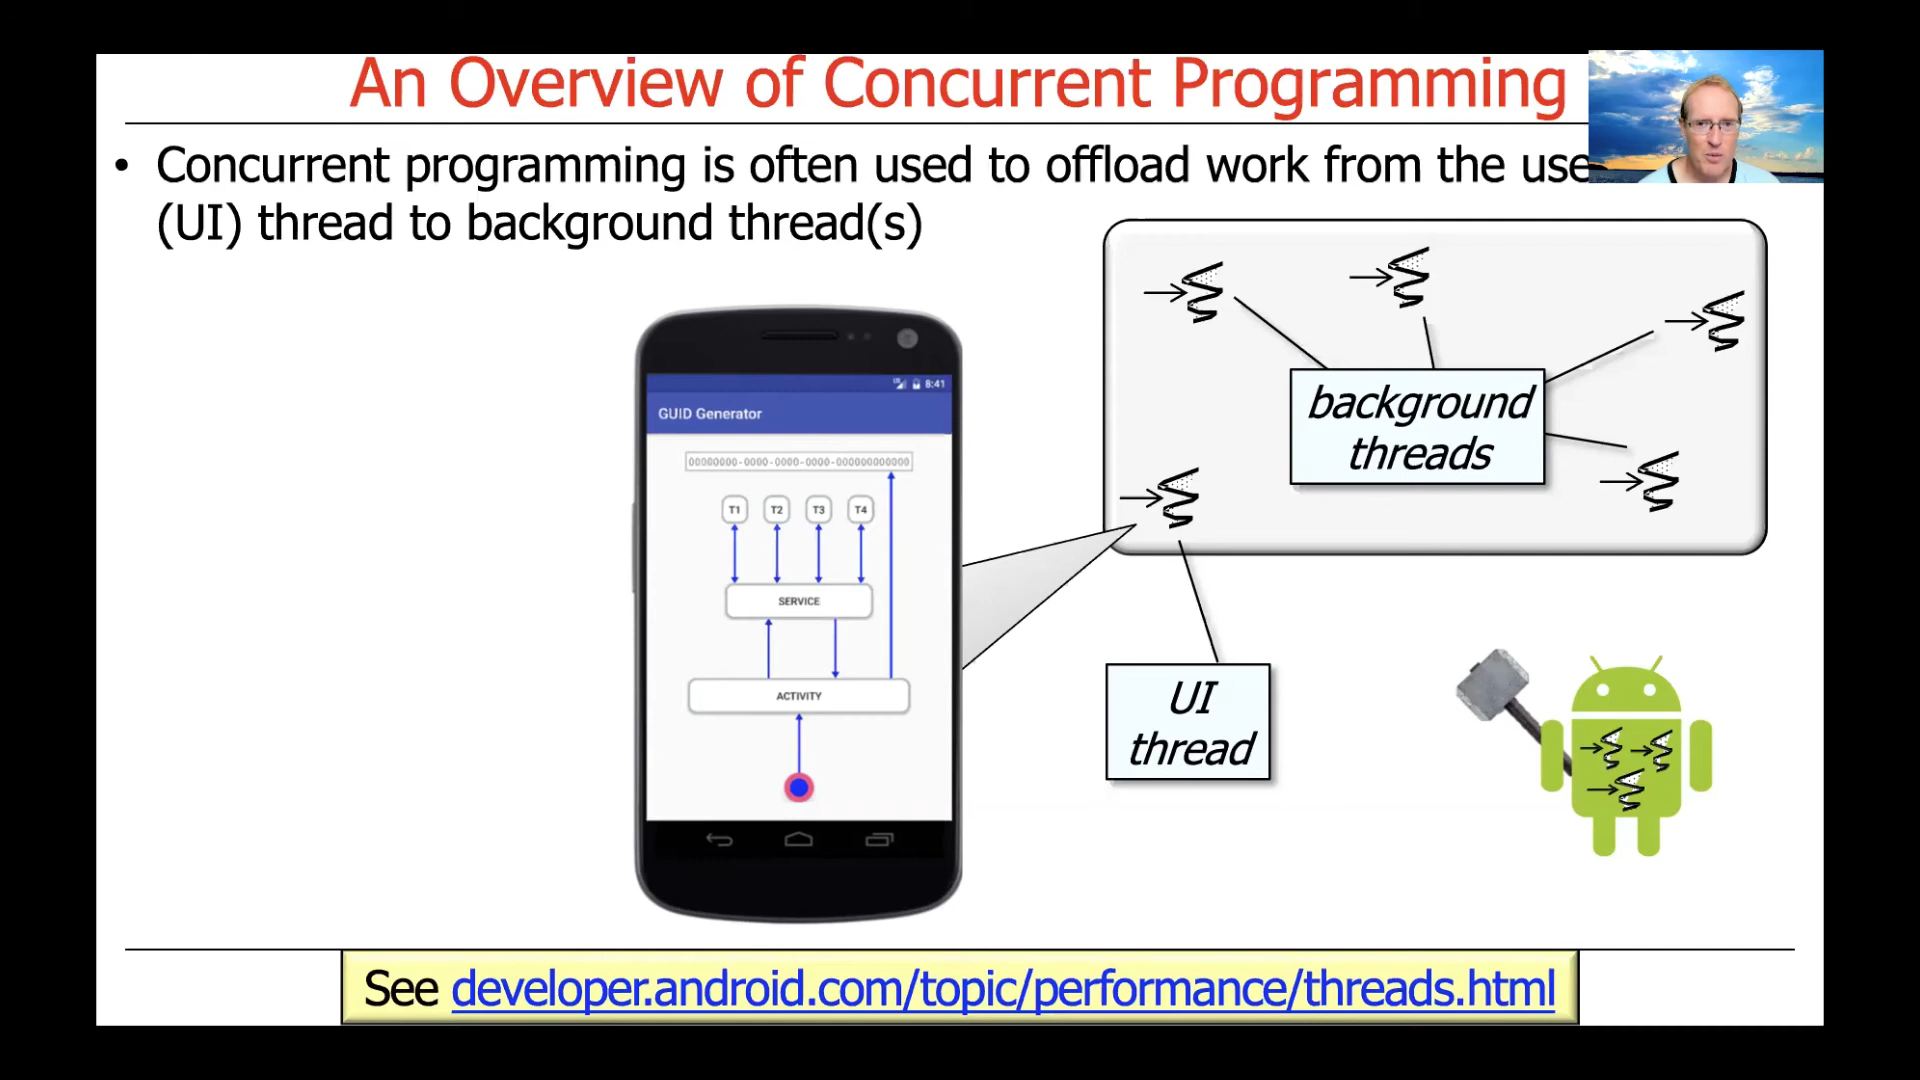 An Overview of Concurrent Programming
• Concurrent programming is often used to offload work from the use
(UI) thread to background thread(s)
8:41
GUID Generator
00000000-0000-0000-0000-000000000000
T1 T2 T3 T4
SERVICE
ACTIVITY
background
threads
UI
thread
See developer.android.com/topic/performance/threads.html